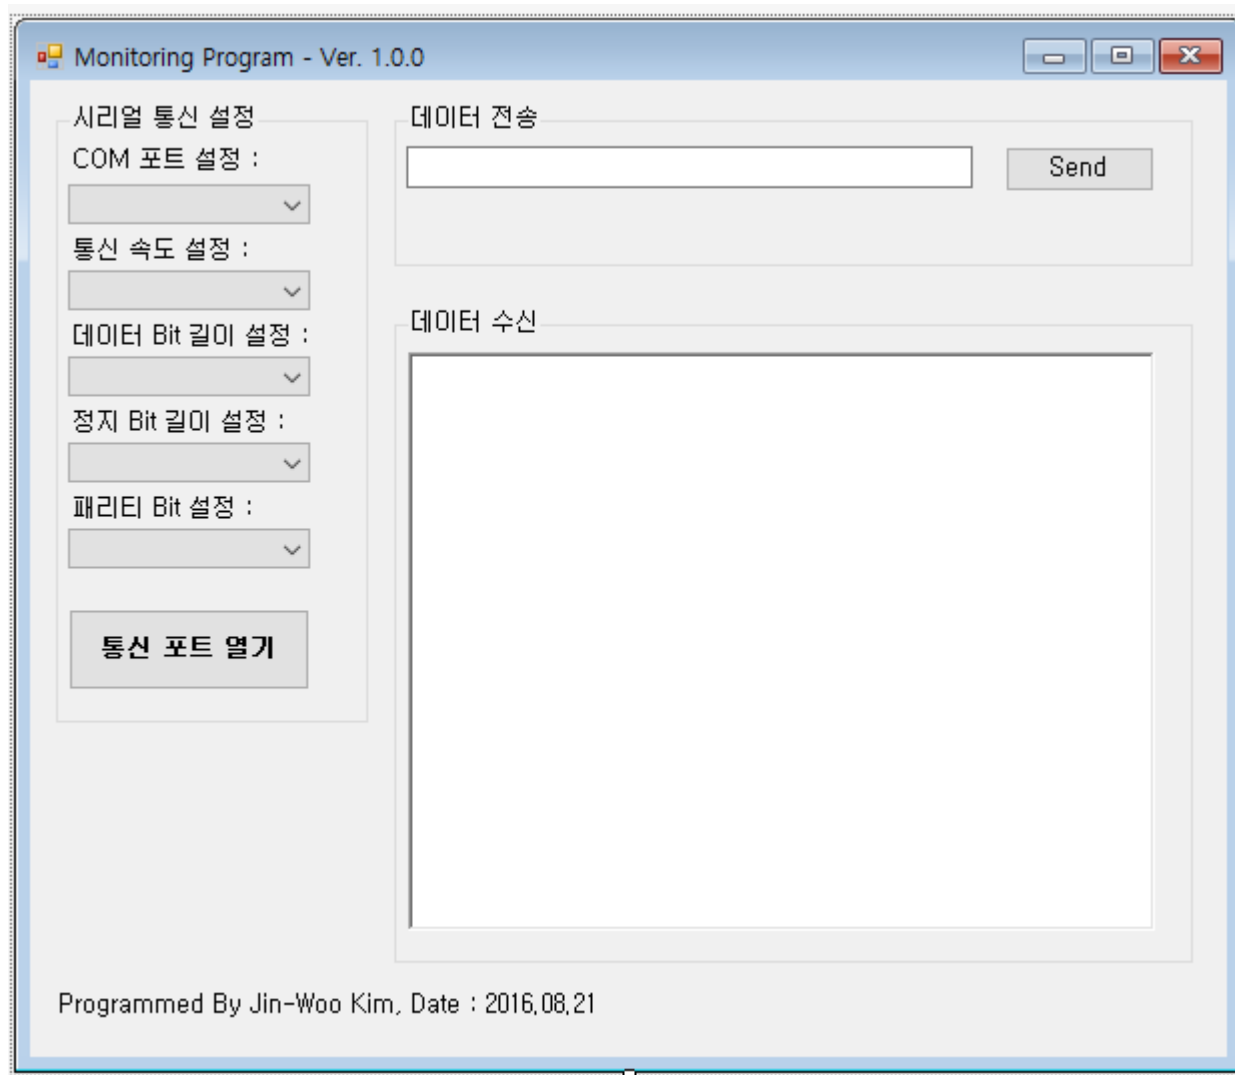 Monitoring Program - Ver. 1.0.0
시리얼 통신 설정
COM 포트 설정 :
통신 속도 설정 :
데이터 Bit 길이 설정 :
정지 Bit 길이 설정 :
패리티 Bit 설정 :
통신 포트 열기
데이터 전송
Send
데이터 수신
Programmed By Jin-Woo Kim, Date : 2016.08.21